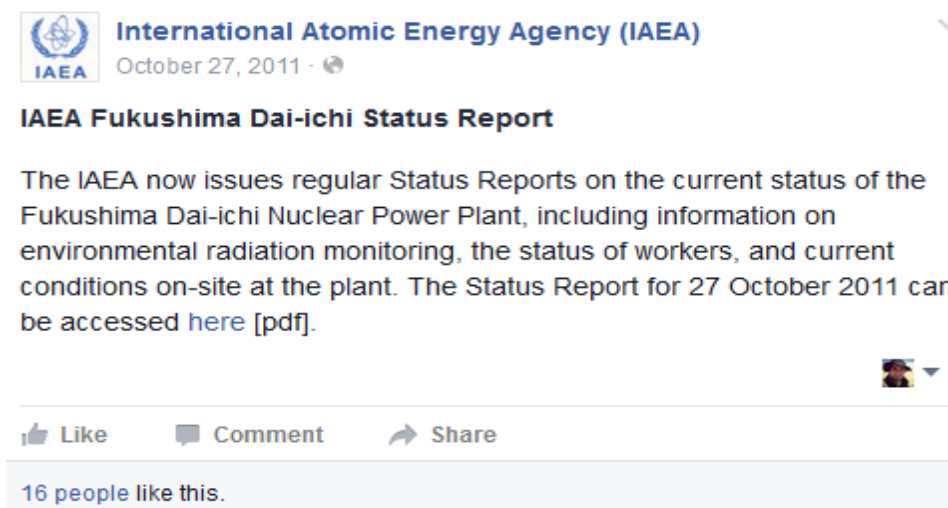 International Atomic Energy Agency (IAEA)
IAEA
October 27, 2011 ·
IAEA Fukushima Dai-ichi Status Report
The IAEA now issues regular Status Reports on the current status of the
Fukushima Dai-ichi Nuclear Power Plant, including information on
environmental radiation monitoring, the status of workers, and current
conditions on-site at the plant. The Status Report for 27 October 2011 can
be accessed here [pdf].
Like Comment Share
16 people like this.